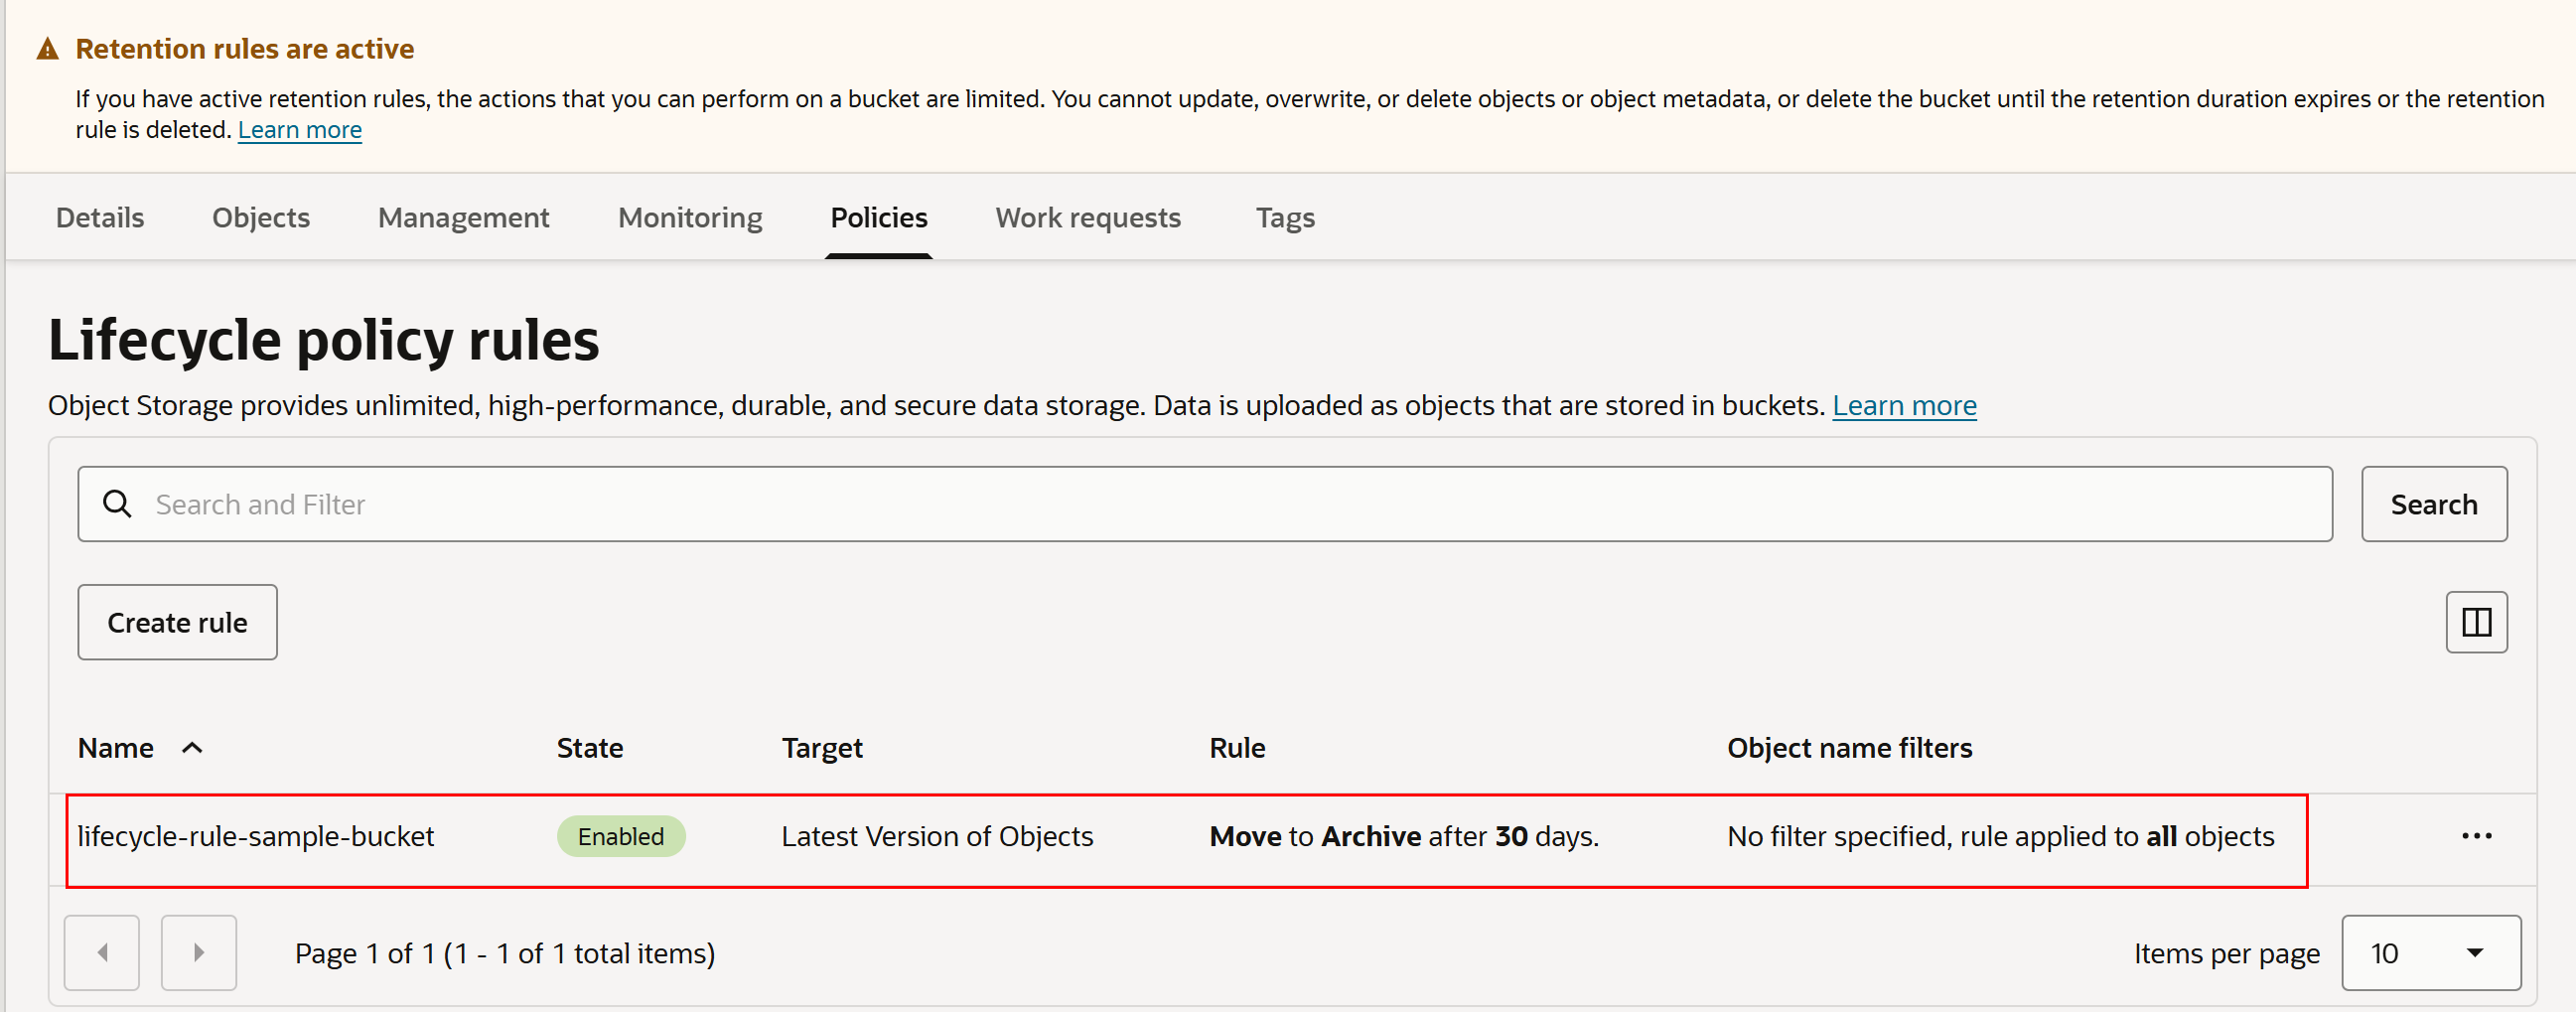 Retention rules are active
If you have active retention rules, the actions that you can perform on a bucket are limited. You cannot update, overwrite, or delete objects or object metadata, or delete the bucket until the retention duration expires or the retention
rule is deleted. Learn more
Details Objects Management Monitoring Policies Work requests Tags
Lifecycle policy rules
Object Storage provides unlimited, high-performance, durable, and secure data storage. Data is uploaded as objects that are stored in buckets. Learn more
Search and Filter Search
Create rule
Name State Target Rule Object name filters
lifecycle-rule-sample-bucket Enabled Latest Version of Objects Move to Archive after 30 days. No filter specified, rule applied to all objects
Page 1 of 1 (1 - 1 of 1 total items) Items per page 10